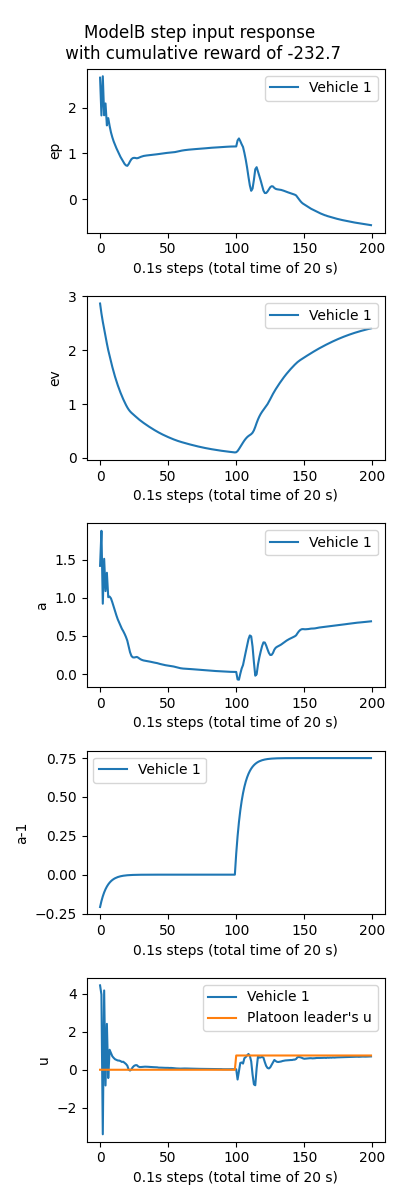 ModelB step input response
with cumulative reward of -232.7
Vehicle 1
ep
2
1
0
0 50 100 150 200
0.1s steps (total time of 20 s)
Vehicle 1
ev
3
2
1
0
0 50 100 150 200
0.1s steps (total time of 20 s)
Vehicle 1
a
1.5
1.0
0.5
0.0
0 50 100 150 200
0.1s steps (total time of 20 s)
Vehicle 1
a-1
0.75
0.50
0.25
0.00
−0.25
0 50 100 150 200
0.1s steps (total time of 20 s)
Vehicle 1
Platoon leader's u
u
4
2
0
−2
0 50 100 150 200
0.1s steps (total time of 20 s)